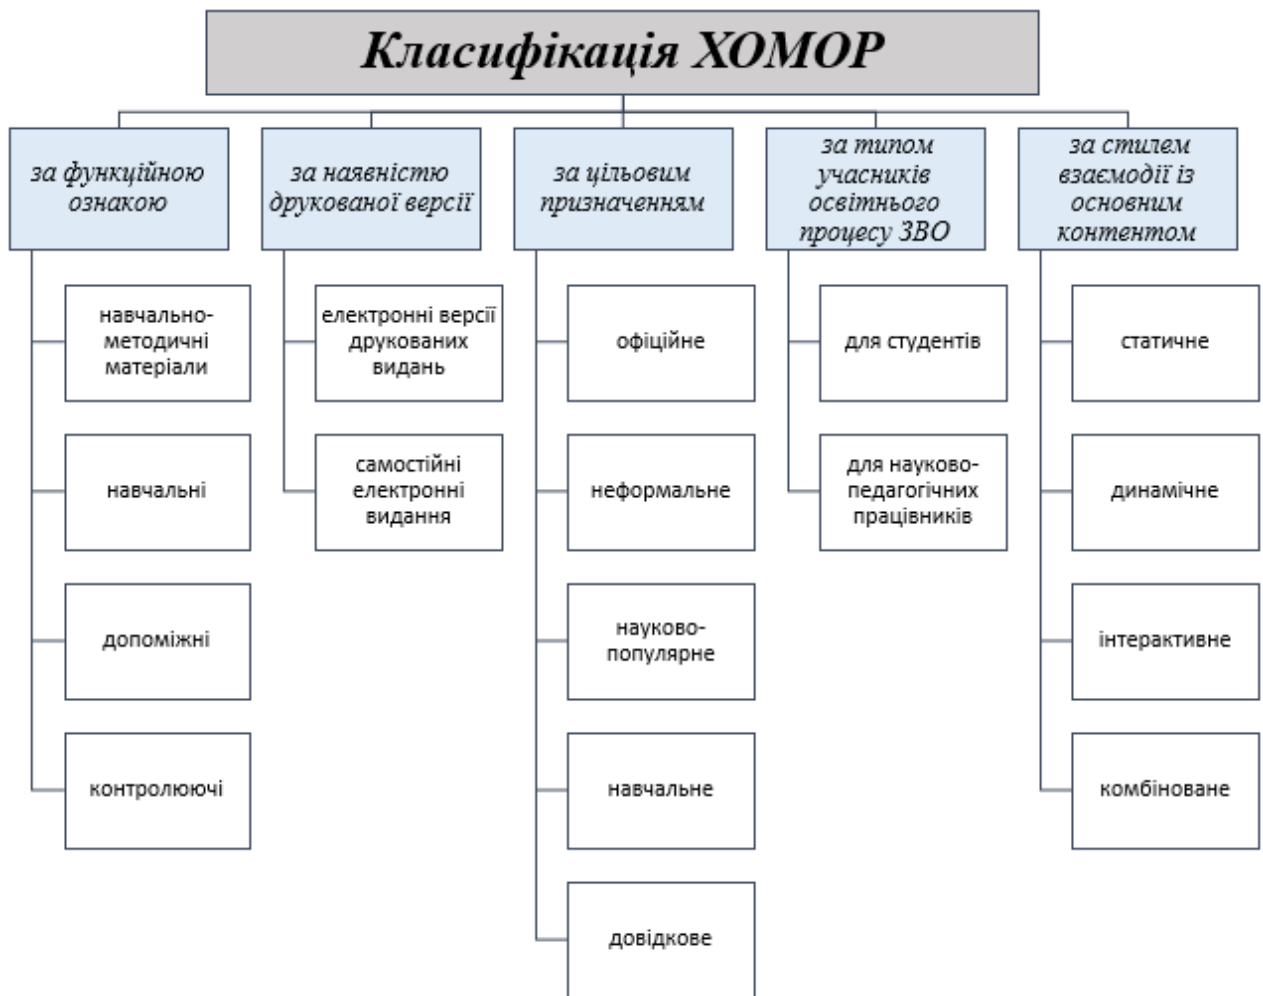 Класифікація ХОМОР
за функційною
ознакою
навчально-
методичні
матеріали
навчальні
допоміжні
контролюючі
за наявністю
друкованої версії
електронні версії
друкованих
видань
самостійні
електронні
видання
за цільовим
призначенням
офіційне
неформальне
науково-
популярне
навчальне
довідкове
за типом
учасників
освітнього
процесу ЗВО
для студентів
для науково-
педагогічних
працівників
за стилем
взаємодії із
основним
контентом
статичне
динамічне
інтерактивне
комбіноване